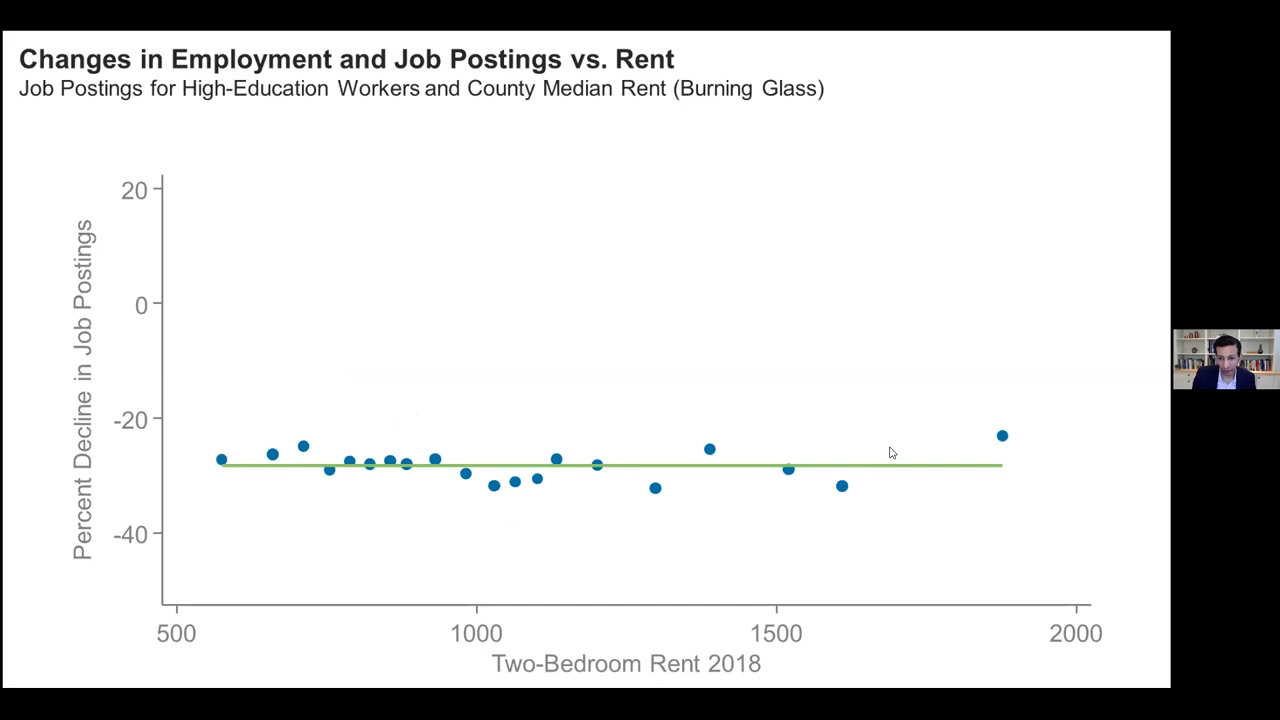 Changes in Employment and Job Postings vs. Rent
Job Postings for High-Education Workers and County Median Rent (Burning Glass)
Percent Decline in Job Postings
20
0
-20
-40
500
1000
1500
2000
Two-Bedroom Rent 2018